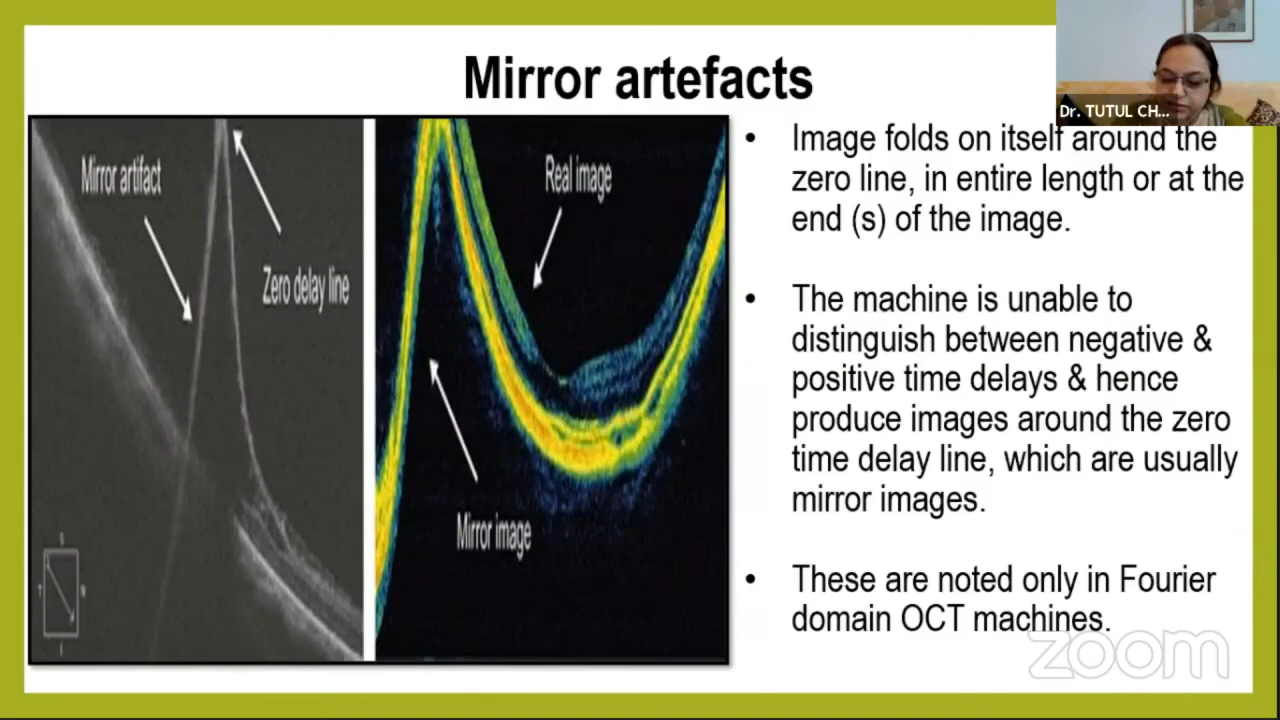 Mirror artefacts
Dr. TUTUL CH...
Mirror artifact
Zero delay line
Real image
Mirror image
• Image folds on itself around the
zero line, in entire length or at the
end (s) of the image.
• The machine is unable to
distinguish between negative &
positive time delays & hence
produce images around the zero
time delay line, which are usually
mirror images.
• These are noted only in Fourier
domain OCT machines.
zoom